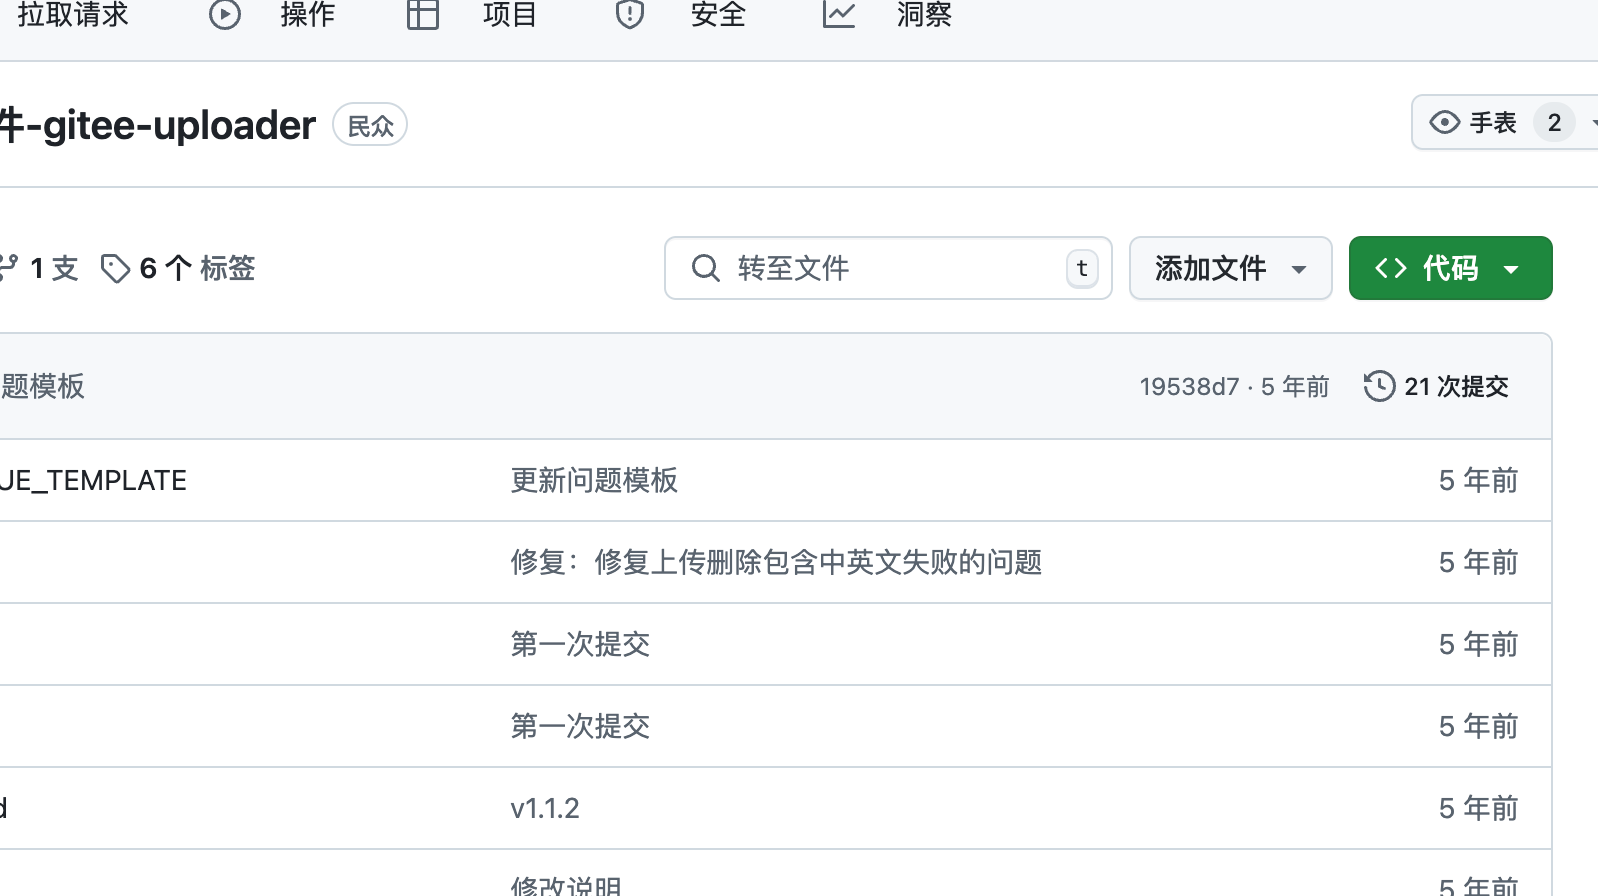 拉取请求 操作 项目 安全 洞察
件-gitee-uploader 民众 手表 2
1 支 6 个 标签 转至文件 t 添加文件 代码
题模板 19538d7 · 5 年前 21 次提交
UE_TEMPLATE 更新问题模板 5 年前
修复：修复上传删除包含中英文失败的问题 5 年前
第一次提交 5 年前
第一次提交 5 年前
d v1.1.2 5 年前
修改说明 5 年前